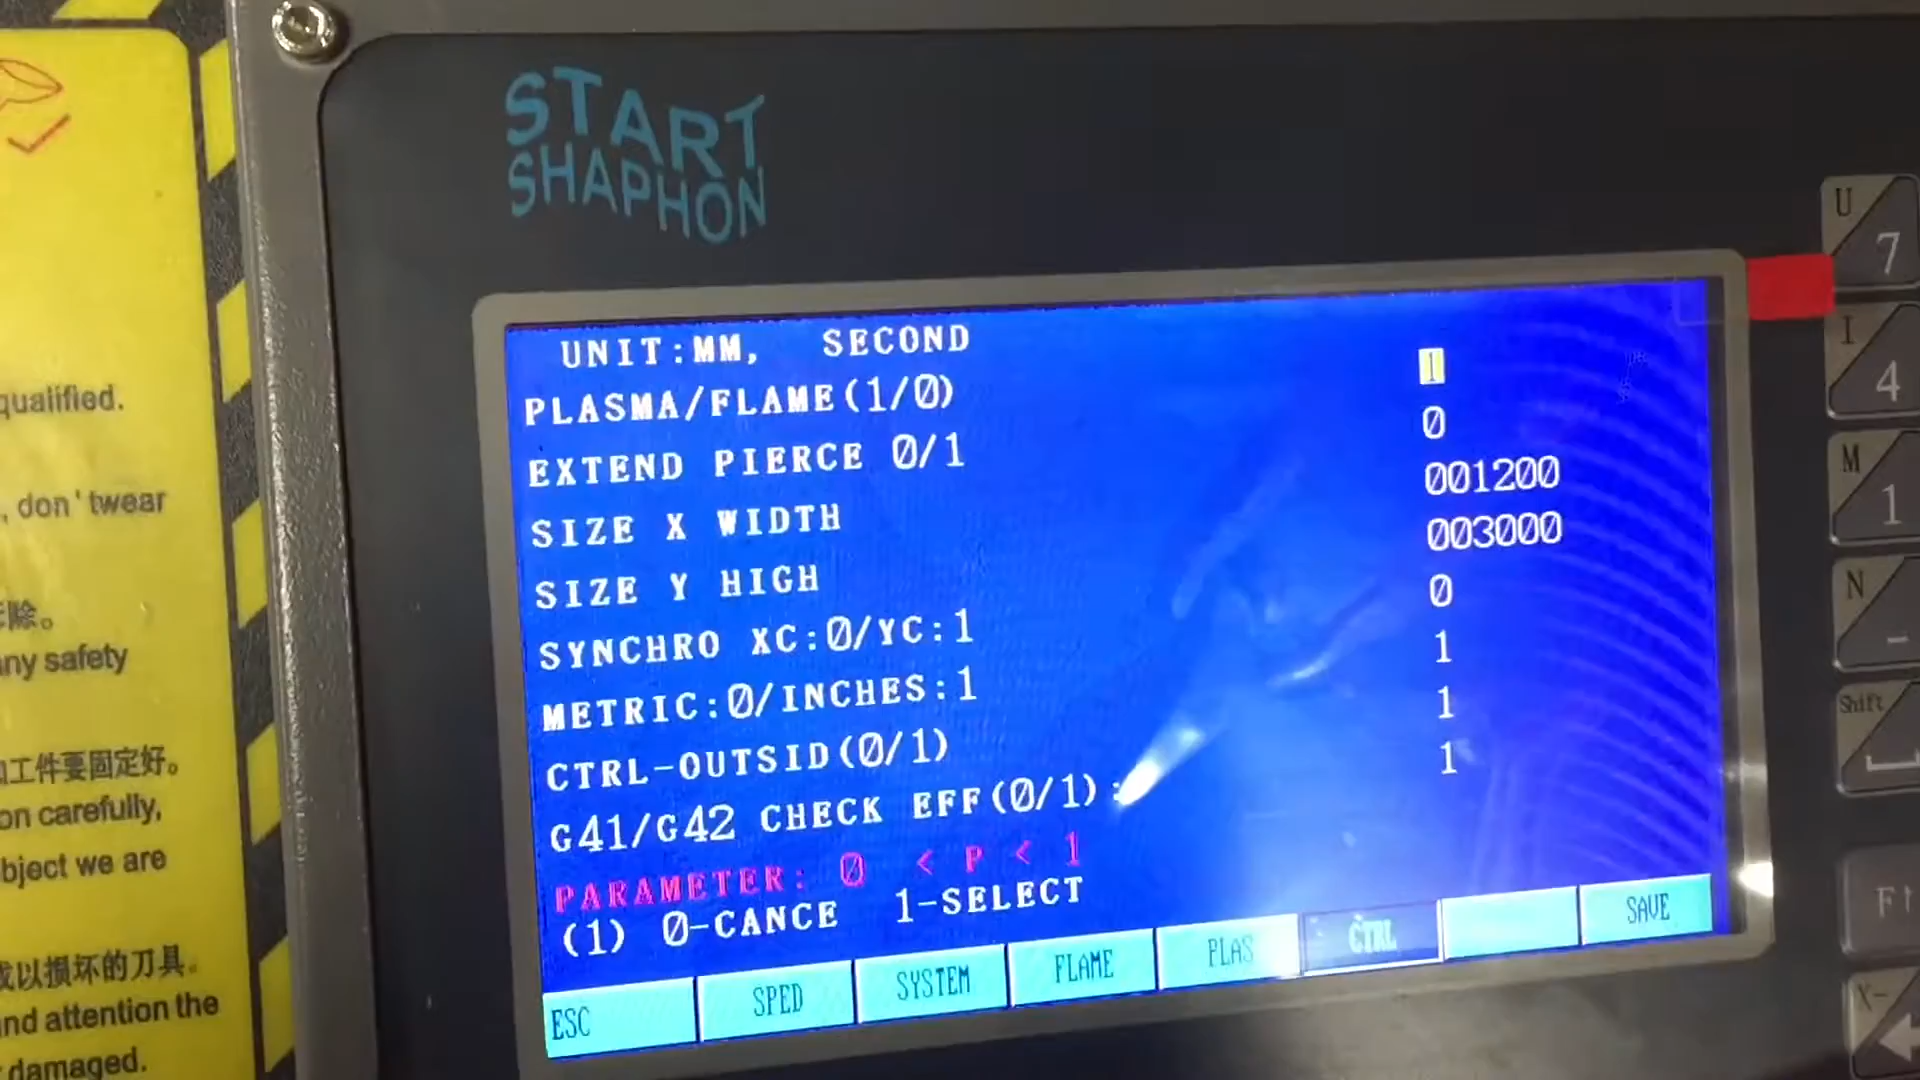 START
SHAPHON
qualified.
, don'twear
除。
any safety
工件要固定好。
on carefully,
bject we are
以损坏的刀具。
nd attention the
damaged.
UNIT:MM, SECOND
PLASMA/FLAME(1/0) 1
EXTEND PIERCE 0/1 0
SIZE X WIDTH 001200
SIZE Y HIGH 003000
SYNCHRO XC:0/YC:1 0
METRIC:0/INCHES:1 1
CTRL-OUTSID(0/1) 1
G41/G42 CHECK EFF(0/1): 1
PARAMETER: 0 < P < 1
(1) 0-CANCE 1-SELECT
ESC SPED SYSTEM FLAME PLAS CTRL SAVE
U 7
I 4
M 1
N -
Shift
F↑
X- ←